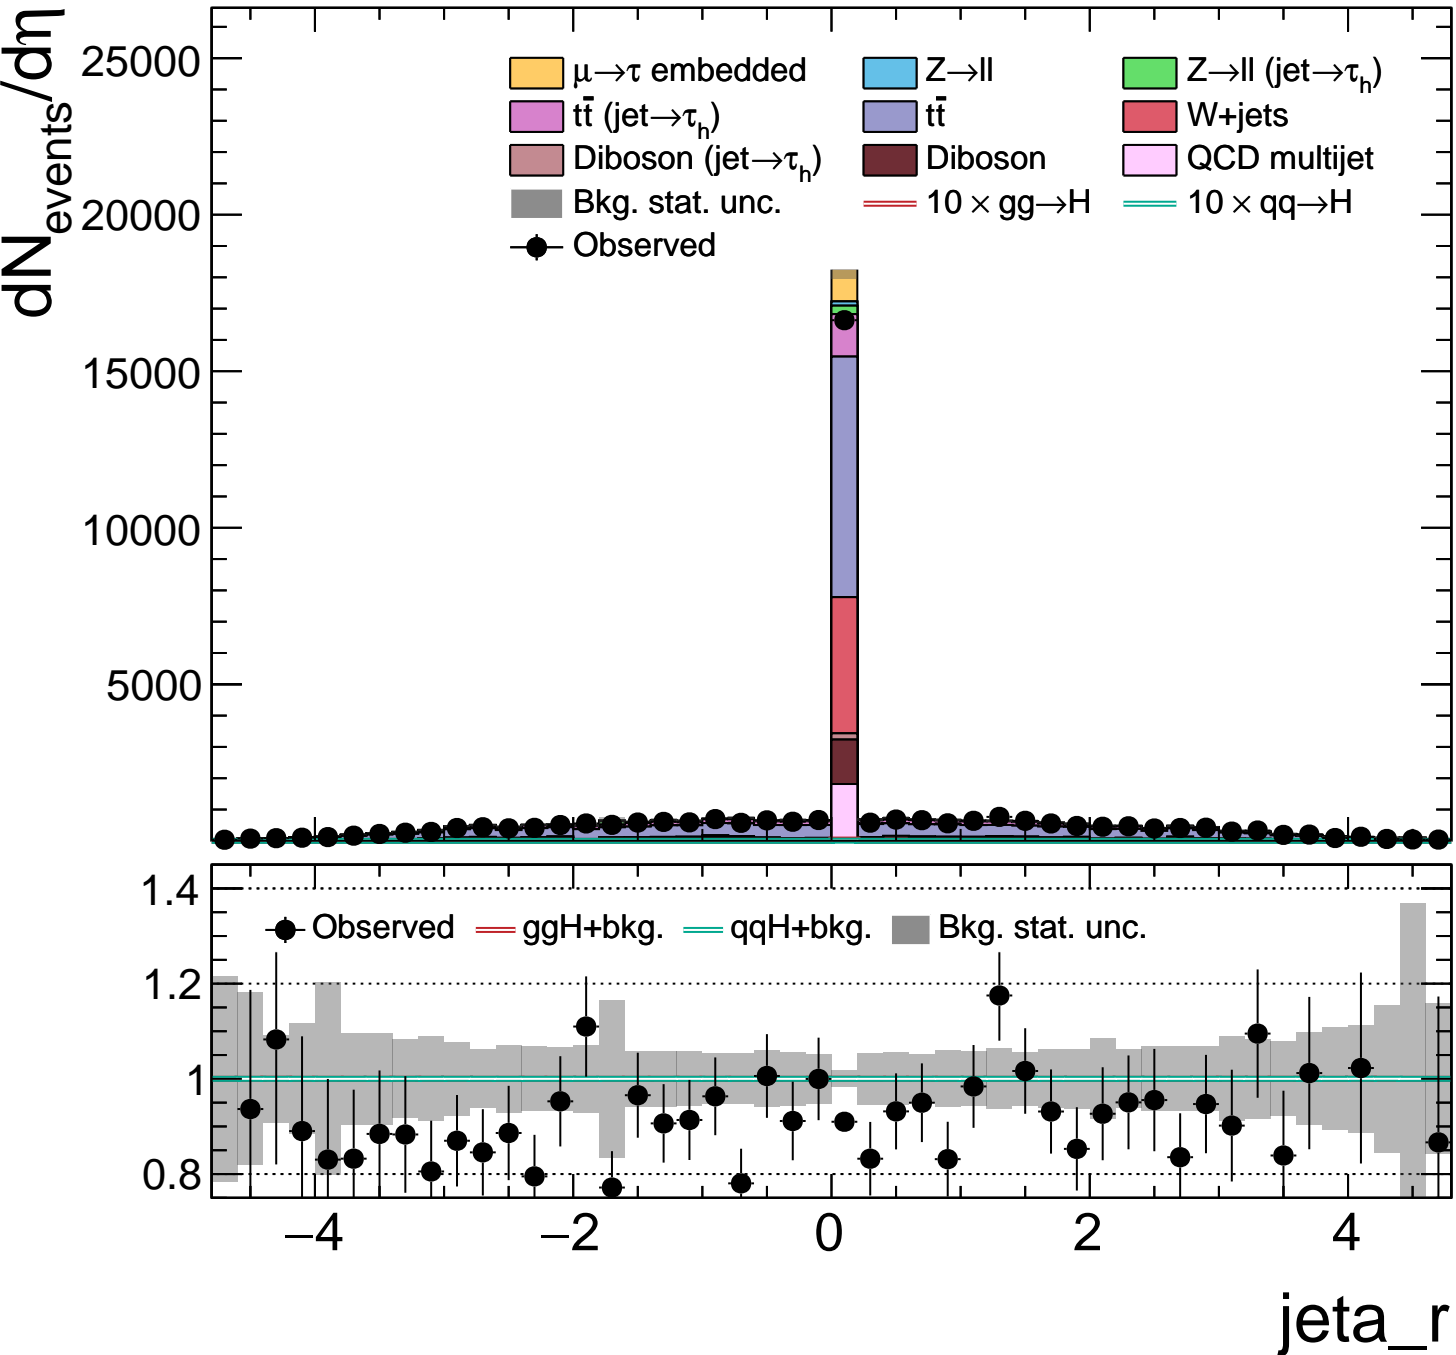 dN_events/dη
25000
20000
15000
10000
5000
μ→τ embedded Z→ll Z→ll (jet→τ_h)
tt̄ (jet→τ_h) tt̄ W+jets
Diboson (jet→τ_h) Diboson QCD multijet
Bkg. stat. unc. 10 × gg→H 10 × qq→H
Observed
1.4
1.2
1
0.8
Observed ggH+bkg. qqH+bkg. Bkg. stat. unc.
−4 −2 0 2 4
jeta_r